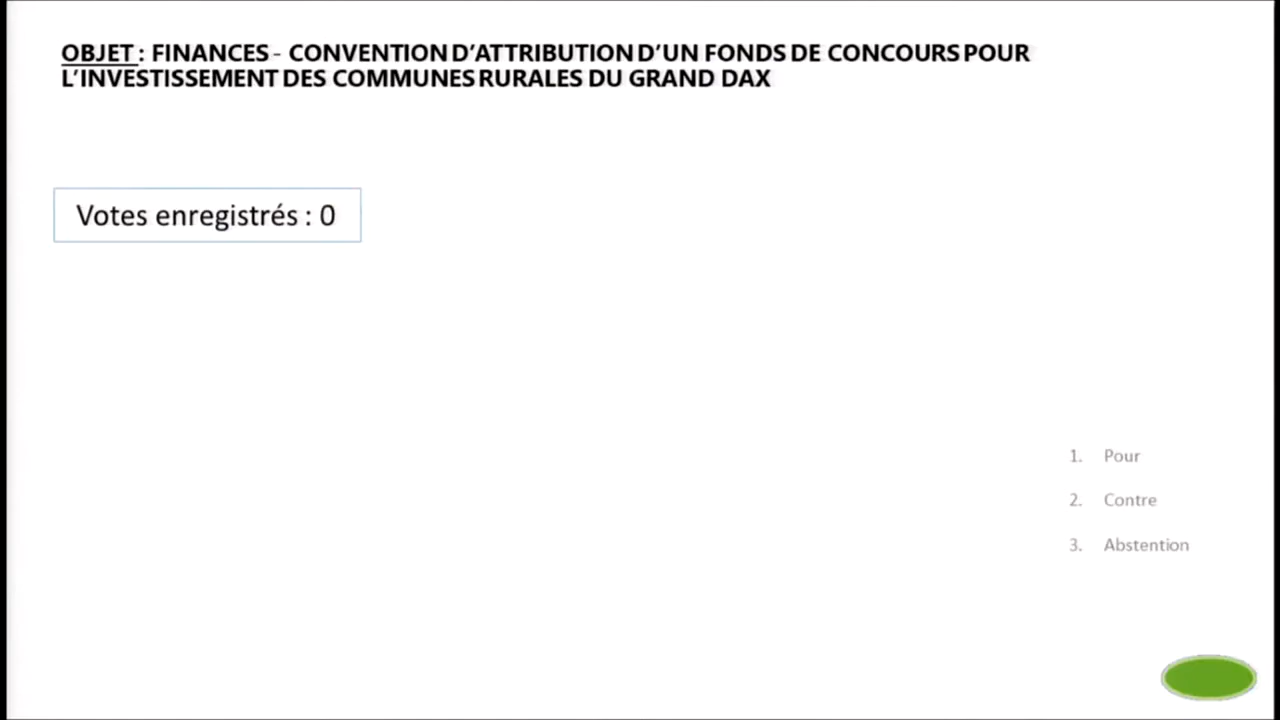 OBJET : FINANCES - CONVENTION D’ATTRIBUTION D’UN FONDS DE CONCOURS POUR
L’INVESTISSEMENT DES COMMUNES RURALES DU GRAND DAX
Votes enregistrés : 0
1. Pour
2. Contre
3. Abstention